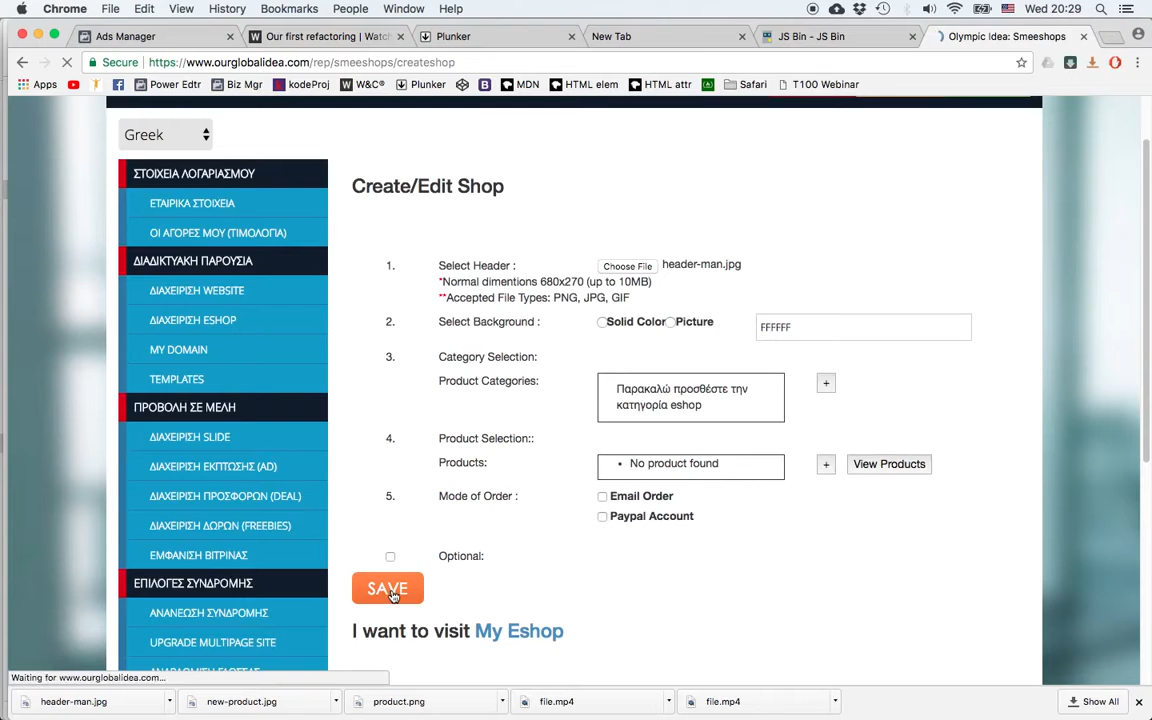 Chrome File Edit View History Bookmarks People Window Help Wed 20:29
Ads Manager Our first refactoring | Watch Plunker New Tab JS Bin - JS Bin Olympic Idea: Smeeshops
Secure https://www.ourglobalidea.com/rep/smeeshops/createshop
Apps Power Edtr Biz Mgr kodeProj W&C® Plunker MDN HTML elem HTML attr Safari T100 Webinar
Greek
ΣΤΟΙΧΕΙΑ ΛΟΓΑΡΙΑΣΜΟΥ
ΕΤΑΙΡΙΚΑ ΣΤΟΙΧΕΙΑ
ΟΙ ΑΓΟΡΕΣ ΜΟΥ (ΤΙΜΟΛΟΓΙΑ)
ΔΙΑΔΙΚΤΥΑΚΗ ΠΑΡΟΥΣΙΑ
ΔΙΑΧΕΙΡΙΣΗ WEBSITE
ΔΙΑΧΕΙΡΙΣΗ ESHOP
MY DOMAIN
TEMPLATES
ΠΡΟΒΟΛΗ ΣΕ ΜΕΛΗ
ΔΙΑΧΕΙΡΙΣΗ SLIDE
ΔΙΑΧΕΙΡΙΣΗ ΕΚΠΤΩΣΗΣ (AD)
ΔΙΑΧΕΙΡΙΣΗ ΠΡΟΣΦΟΡΩΝ (DEAL)
ΔΙΑΧΕΙΡΙΣΗ ΔΩΡΩΝ (FREEBIES)
ΕΜΦΑΝΙΣΗ ΒΙΤΡΙΝΑΣ
ΕΠΙΛΟΓΕΣ ΣΥΝΔΡΟΜΗΣ
ΑΝΑΝΕΩΣΗ ΣΥΝΔΡΟΜΗΣ
UPGRADE MULTIPAGE SITE
Create/Edit Shop
1. Select Header : Choose File header-man.jpg
*Normal dimentions 680x270 (up to 10MB)
**Accepted File Types: PNG, JPG, GIF
2. Select Background : Solid Color Picture FFFFFF
3. Category Selection:
Product Categories: Παρακαλώ προσθέστε την +
κατηγορία eshop
4. Product Selection::
Products: • No product found + View Products
5. Mode of Order : Email Order
Paypal Account
Optional:
SAVE
I want to visit My Eshop
Waiting for www.ourglobalidea.com...
header-man.jpg new-product.jpg product.png file.mp4 file.mp4 Show All